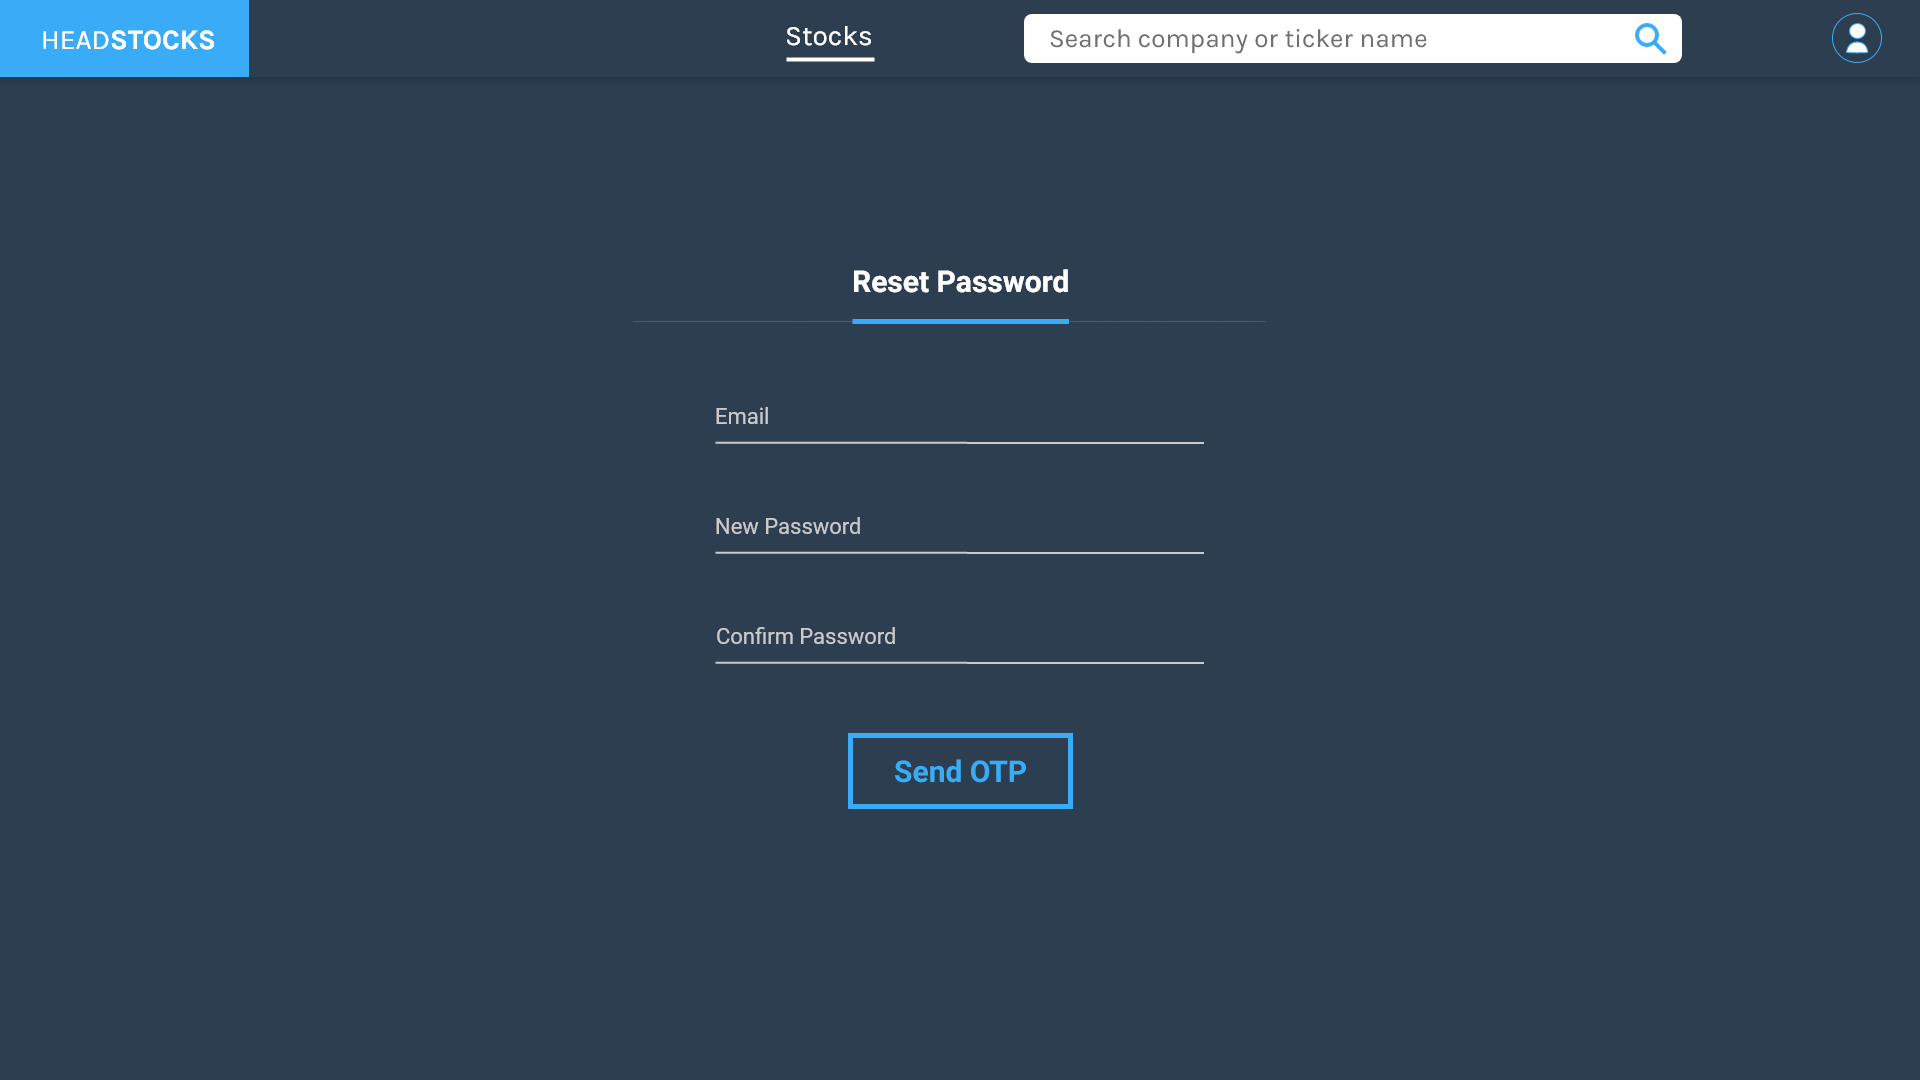 HEADSTOCKS
Stocks
Search company or ticker name
Reset Password
Email
New Password
Confirm Password
Send OTP